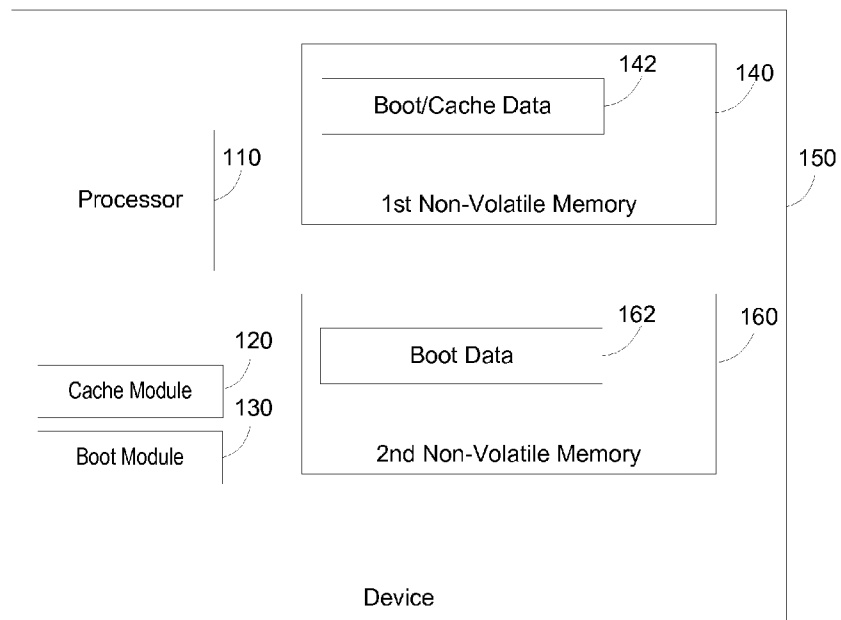 142
140
Boot/Cache Data
110
150
Processor
1st Non-Volatile Memory
162
160
120
Boot Data
Cache Module
130
Boot Module
2nd Non-Volatile Memory
Device